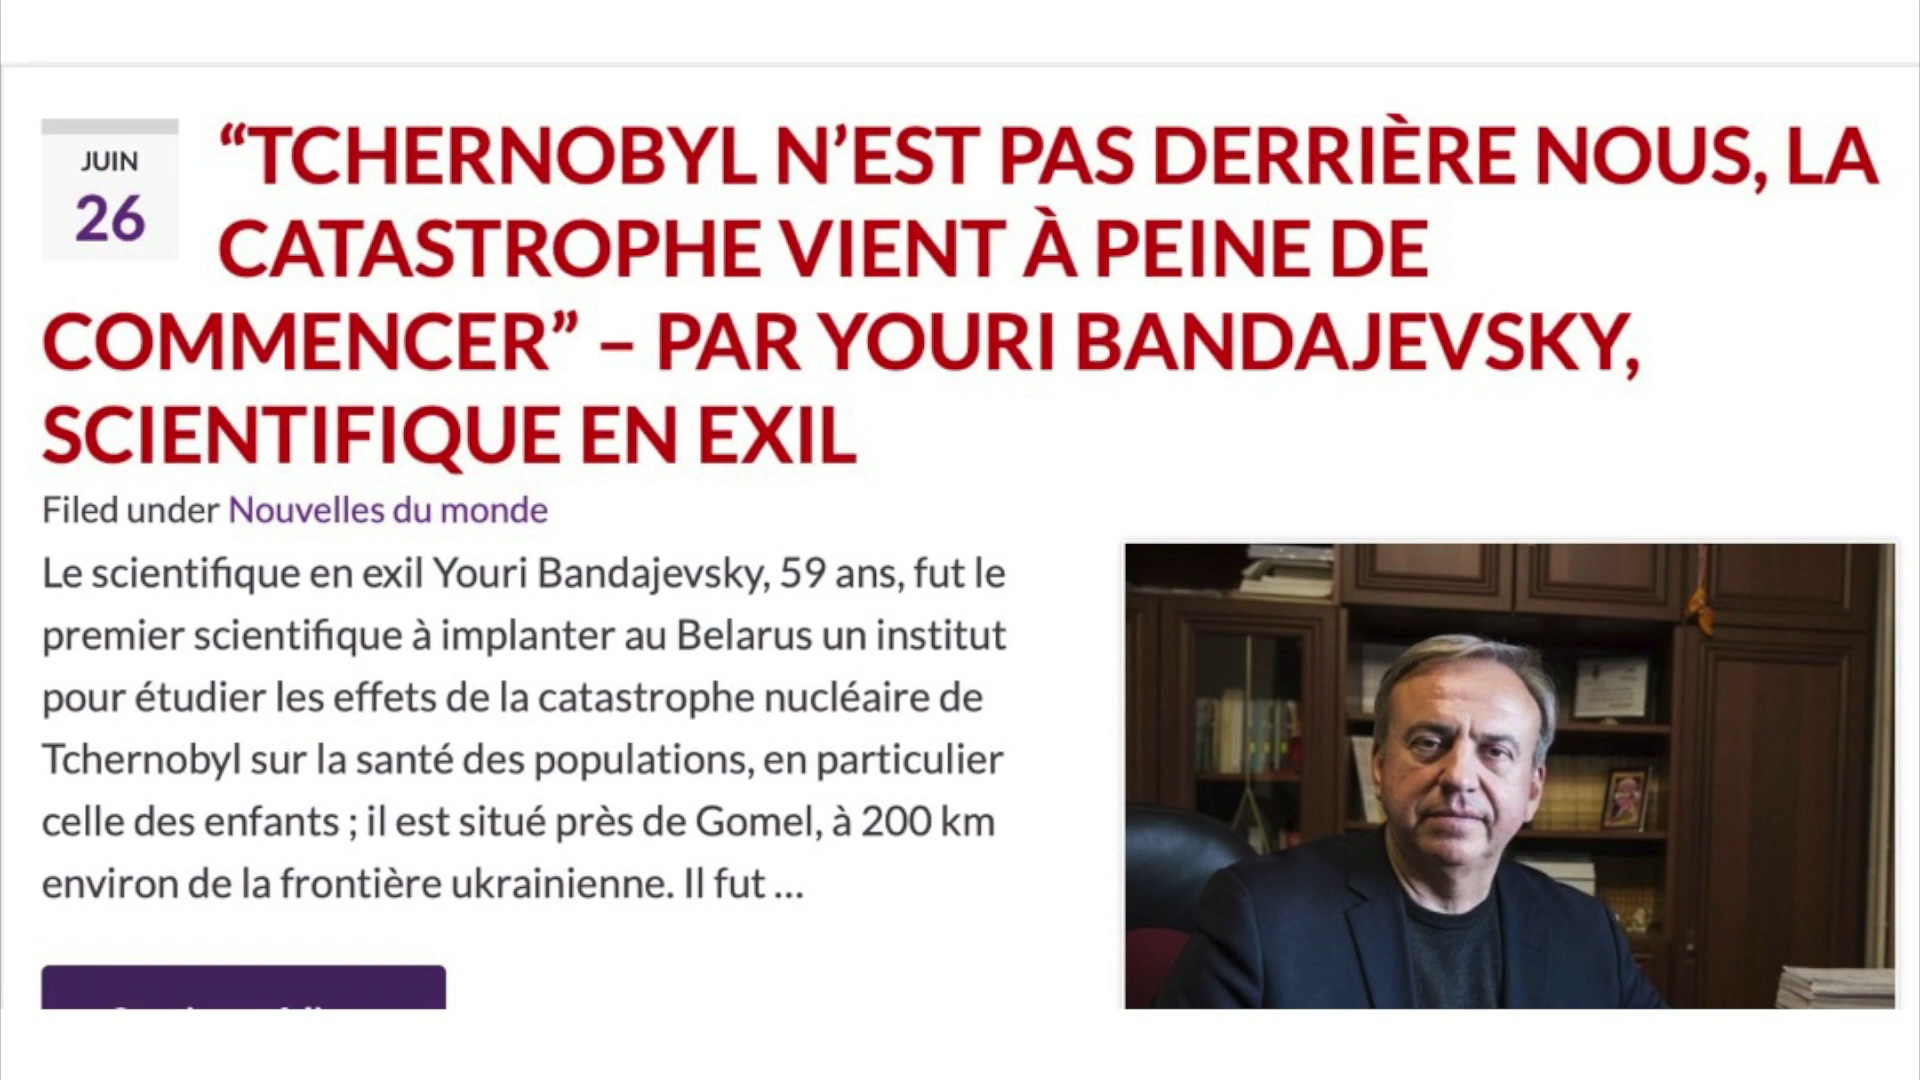 JUIN
26
“TCHERNOBYL N’EST PAS DERRIÈRE NOUS, LA
CATASTROPHE VIENT À PEINE DE
COMMENCER” – PAR YOURI BANDAJEVSKY,
SCIENTIFIQUE EN EXIL
Filed under Nouvelles du monde
Le scientifique en exil Youri Bandajevsky, 59 ans, fut le
premier scientifique à implanter au Belarus un institut
pour étudier les effets de la catastrophe nucléaire de
Tchernobyl sur la santé des populations, en particulier
celle des enfants ; il est situé près de Gomel, à 200 km
environ de la frontière ukrainienne. Il fut ...